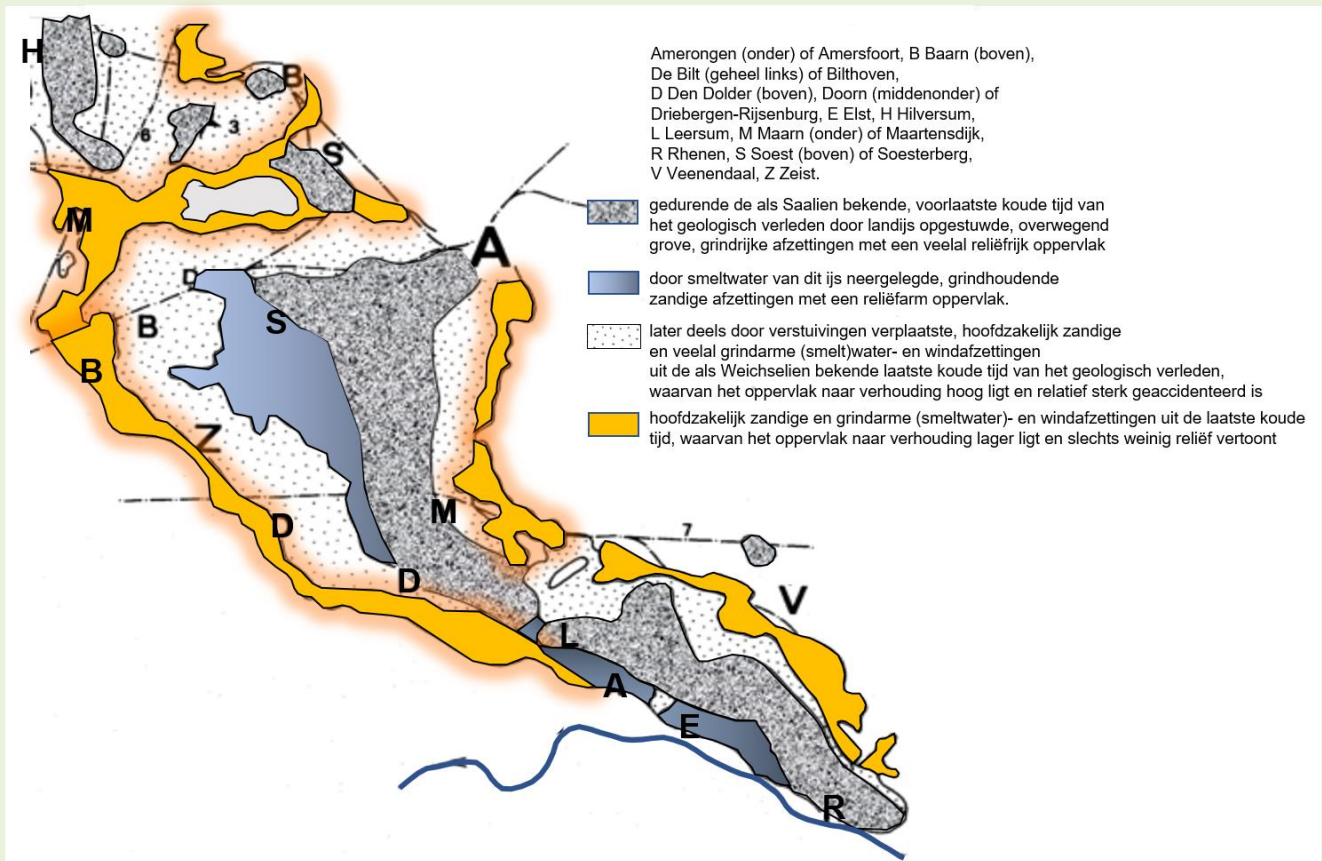 Amerongen (onder) of Amersfoort, B Baarn (boven),
De Bilt (geheel links) of Bilthoven,
D Den Dolder (boven), Doorn (middenonder) of
Driebergen-Rijsenburg, E Elst, H Hilversum,
L Leersum, M Maarn (onder) of Maartensdijk,
R Rhenen, S Soest (boven) of Soesterberg,
V Veenendaal, Z Zeist.
gedurende de als Saalien bekende, voorlaatste koude tijd van
het geologisch verleden door landijs opgestuwde, overwegend
grove, grindrijke afzettingen met een veelal reliëfrijk oppervlak
door smeltwater van dit ijs neergelegde, grindhoudende
zandige afzettingen met een reliëfarm oppervlak.
later deels door verstuivingen verplaatste, hoofdzakelijk zandige
en veelal grindarme (smelt)water- en windafzettingen
uit de als Weichselien bekende laatste koude tijd van het geologisch verleden,
waarvan het oppervlak naar verhouding hoog ligt en relatief sterk geaccidenteerd is
hoofdzakelijk zandige en grindarme (smeltwater)- en windafzettingen uit de laatste koude
tijd, waarvan het oppervlak naar verhouding lager ligt en slechts weinig reliëf vertoont
H
B
6
3
S
M
A
D
B
S
B
Z
M
D
7
D
V
L
A
E
R